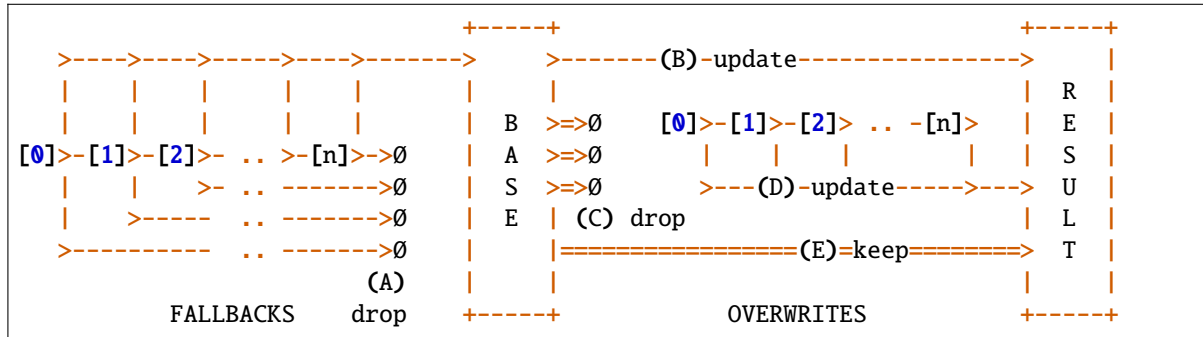 +-----+                                      +-----+
   >---->---->----->---->------->     >-------(B)-update--------------->     |
   |    |    |     |    |       |     |                                 |  R  |
   |    |    |     |    |       |  B  >=>Ø    [0]>-[1]>-[2]> .. -[n]>   |  E  |
[0]>-[1]>-[2]>- .. >-[n]>->Ø    |  A  >=>Ø       |    |    |        |   |  S  |
   |    |    >- .. ------->Ø    |  S  >=>Ø       >---(D)-update----->---> U  |
   |    >----- .. ------->Ø     |  E  | (C) drop                        |  L  |
   >---------- .. ------->Ø     |     |=================(E)=keep========>  T  |
                         (A)    |     |                                 |     |
           FALLBACKS    drop    +-----+            OVERWRITES           +-----+